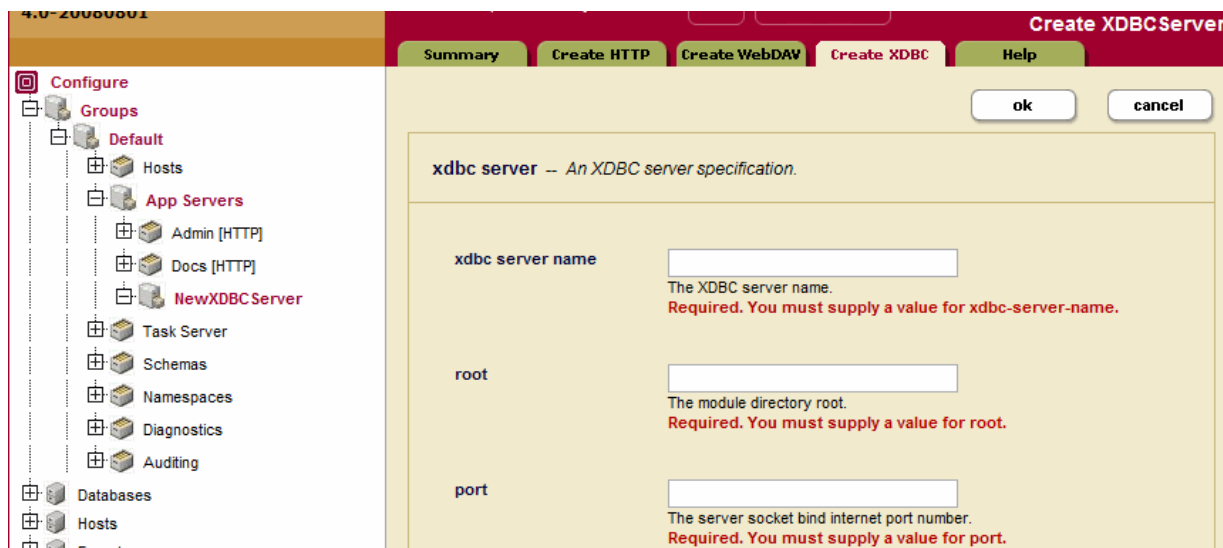 4.0-20080801
Create XDBCServer
Summary
Create HTTP
Create WebDAV
Create XDBC
Help
Configure
Groups
Default
Hosts
App Servers
Admin [HTTP]
Docs [HTTP]
NewXDBCServer
Task Server
Schemas
Namespaces
Diagnostics
Auditing
Databases
Hosts
ok
cancel
xdbc server -- An XDBC server specification.
xdbc server name
The XDBC server name.
Required. You must supply a value for xdbc-server-name.
root
The module directory root.
Required. You must supply a value for root.
port
The server socket bind internet port number.
Required. You must supply a value for port.